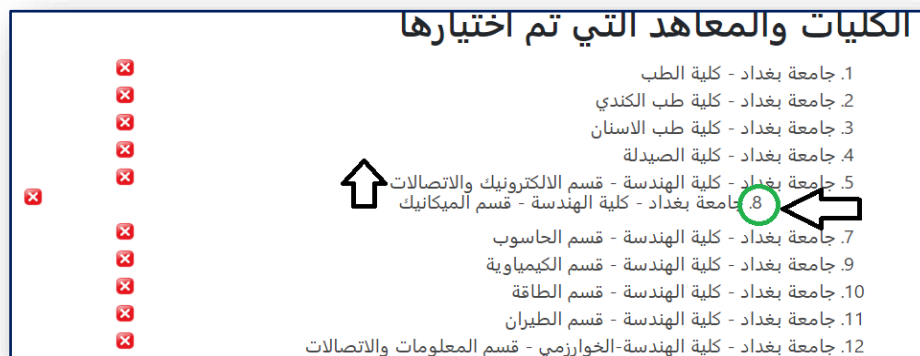 الكليات والمعاهد التي تم اختيارها
1. جامعة بغداد - كلية الطب
2. جامعة بغداد - كلية طب الكندي
3. جامعة بغداد - كلية طب الاسنان
4. جامعة بغداد - كلية الصيدلة
5. جامعة بغداد - كلية الهندسة - قسم الالكترونيك والاتصالات
8. جامعة بغداد - كلية الهندسة - قسم الميكانيك
7. جامعة بغداد - كلية الهندسة - قسم الحاسوب
9. جامعة بغداد - كلية الهندسة - قسم الكيمياوية
10. جامعة بغداد - كلية الهندسة - قسم الطاقة
11. جامعة بغداد - كلية الهندسة - قسم الطيران
12. جامعة بغداد - كلية الهندسة-الخوارزمي - قسم المعلومات والاتصالات